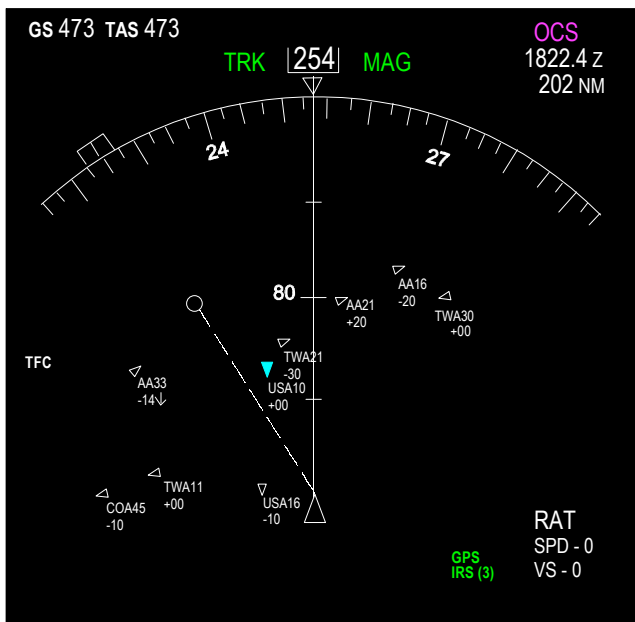 GS 473 TAS 473
OCS
1822.4 Z
202 NM
TRK 254 MAG
24
27
80
AA16
-20
AA21
+20
TWA30
+00
TWA21
-30
TFC
USA10
+00
AA33
-14↓
TWA11
+00
COA45
-10
USA16
-10
RAT
SPD - 0
VS - 0
GPS
IRS (3)